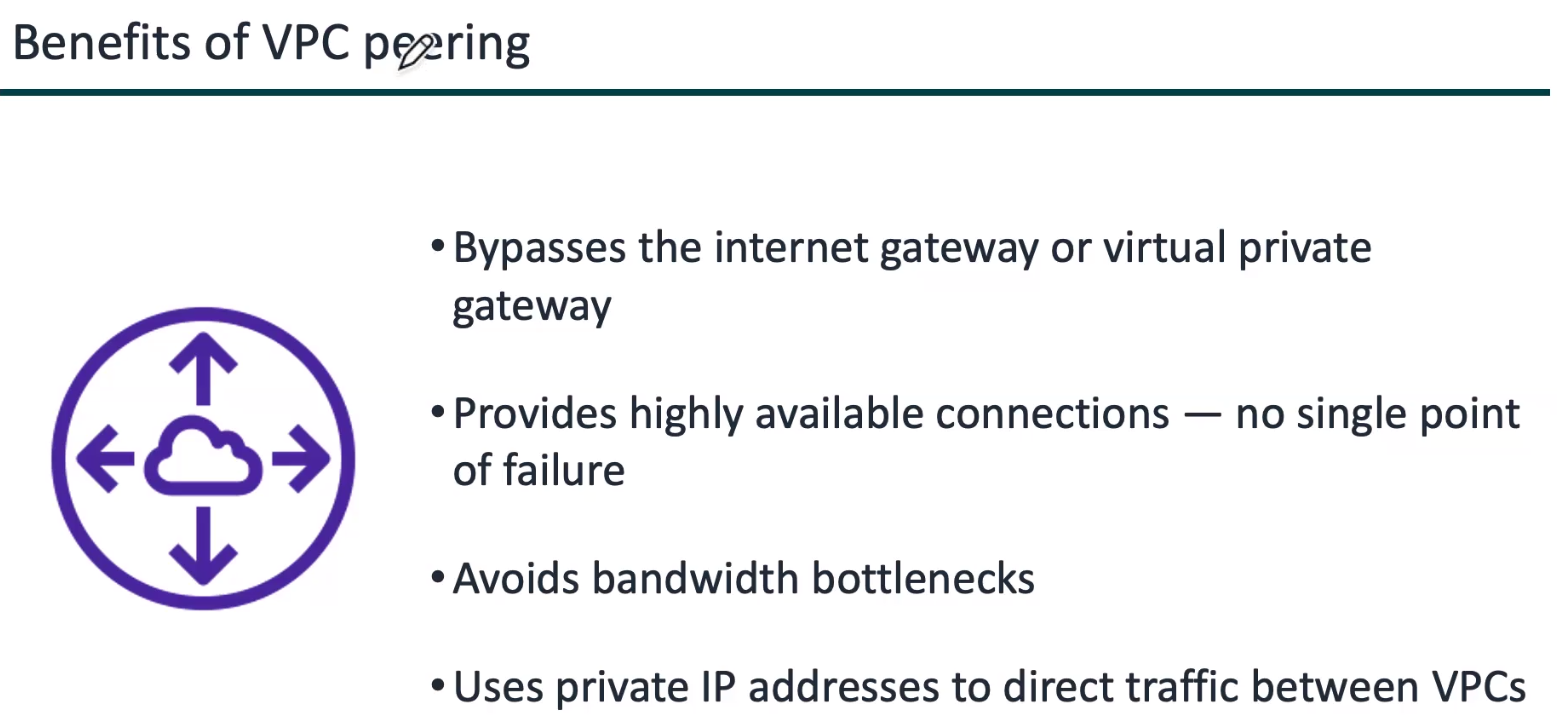 Benefits of VPC peering
•Bypasses the internet gateway or virtual private
gateway
•Provides highly available connections — no single point
of failure
•Avoids bandwidth bottlenecks
•Uses private IP addresses to direct traffic between VPCs